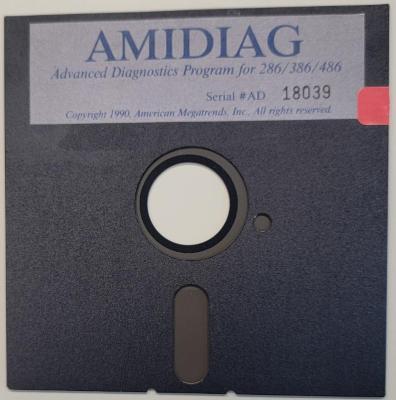 AMIDIAG
Advanced Diagnostics Program for 286/386/486
Serial #AD 18039
Copyright 1990, American Megatrends, Inc., All rights reserved.